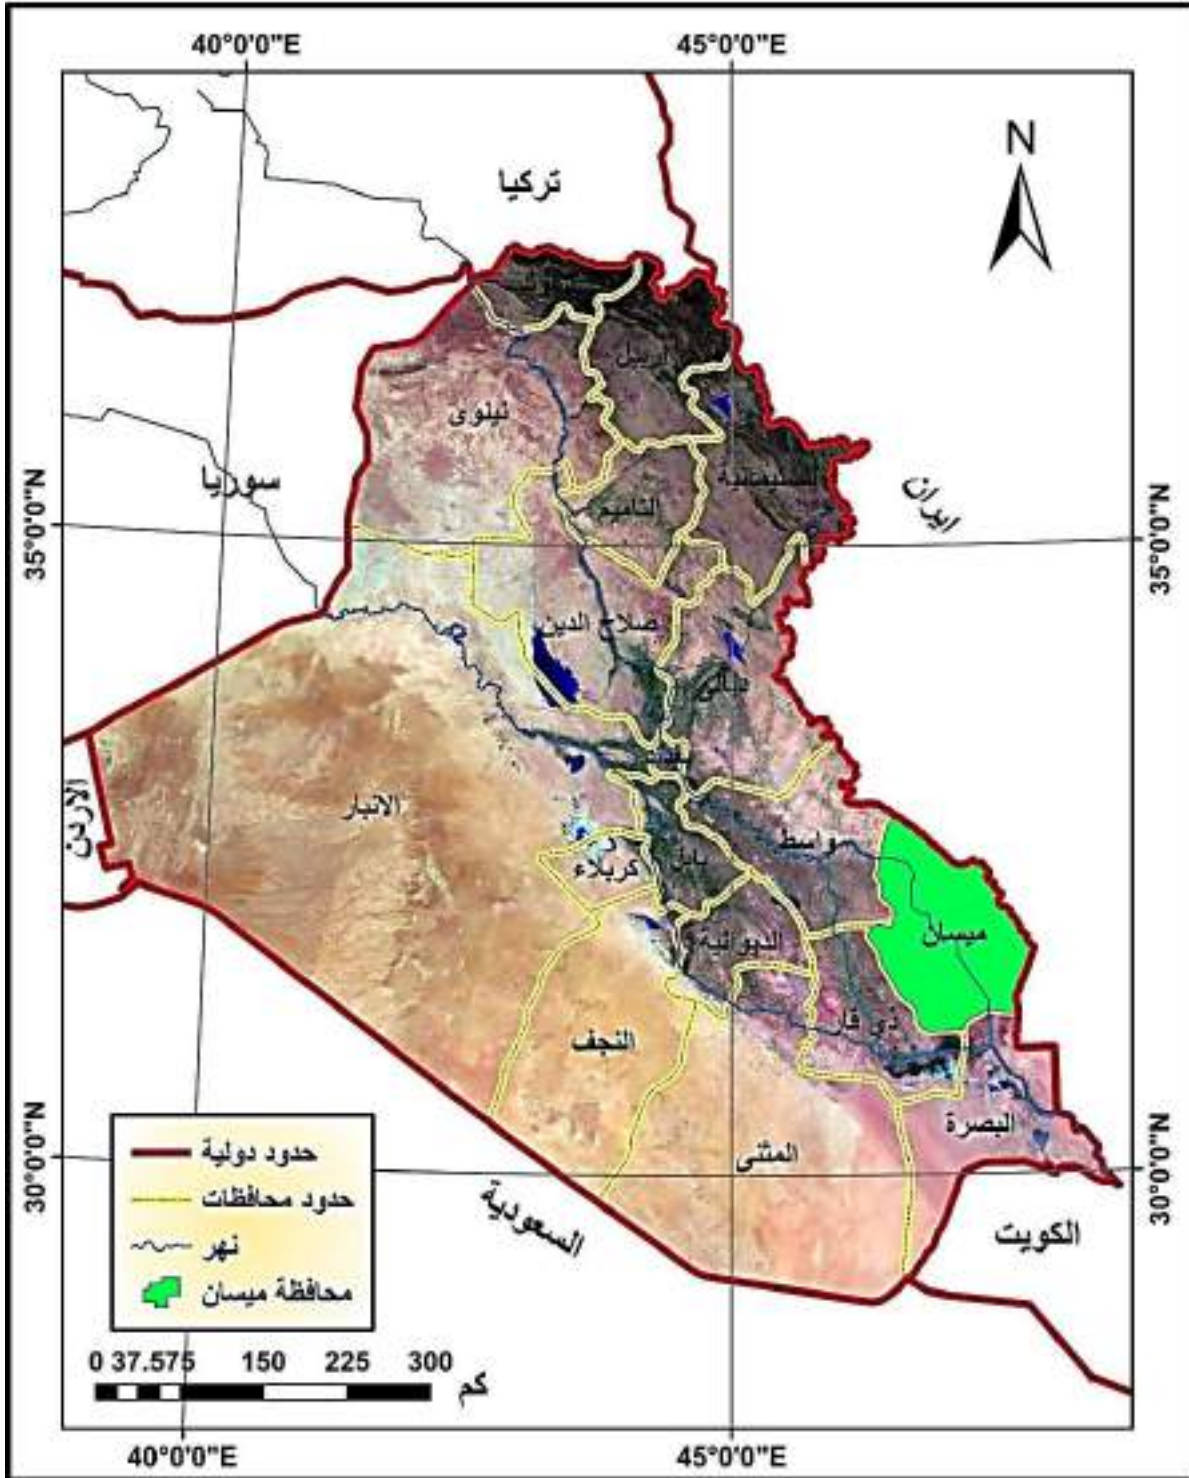 40°0'0"E
45°0'0"E
N
تركيا
اربيل
نينوى
سوريا
السليمانية
ايران
35°0'0"N
35°0'0"N
التاميم
صلاح الدين
ديالى
بغداد
الانبار
الاردن
واسط
بابل
كربلاء
ميسان
الديوانية
ذي قار
النجف
البصرة
المثنى
30°0'0"N
30°0'0"N
السعودية
الكويت
حدود دولية
حدود محافظات
نهر
محافظة ميسان
0 37.575 150 225 300
كم
40°0'0"E
45°0'0"E